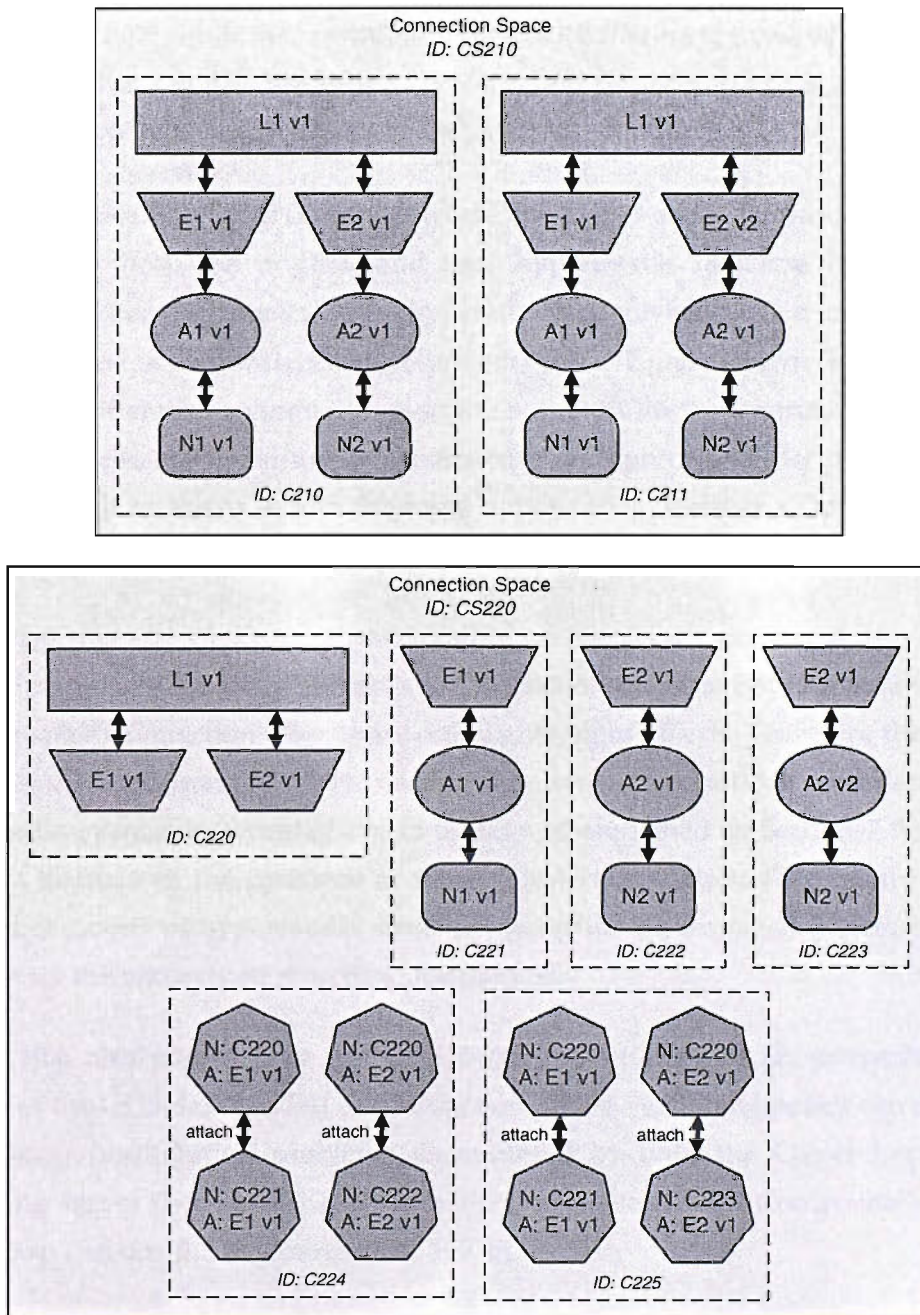 Connection Space
ID: CS210
L1 v1
L1 v1
E1 v1
E2 v1
E1 v1
E2 v2
A1 v1
A2 v1
A1 v1
A2 v1
N1 v1
N2 v1
N1 v1
N2 v1
ID: C210
ID: C211
Connection Space
ID: CS220
L1 v1
E1 v1
E2 v1
ID: C220
E1 v1
A1 v1
N1 v1
ID: C221
E2 v1
A2 v1
N2 v1
ID: C222
E2 v1
A2 v2
N2 v1
ID: C223
N: C220
A: E1 v1
N: C220
A: E2 v1
attach
attach
N: C221
A: E1 v1
N: C222
A: E2 v1
ID: C224
N: C220
A: E1 v1
N: C220
A: E2 v1
attach
attach
N: C221
A: E1 v1
N: C223
A: E2 v1
ID: C225